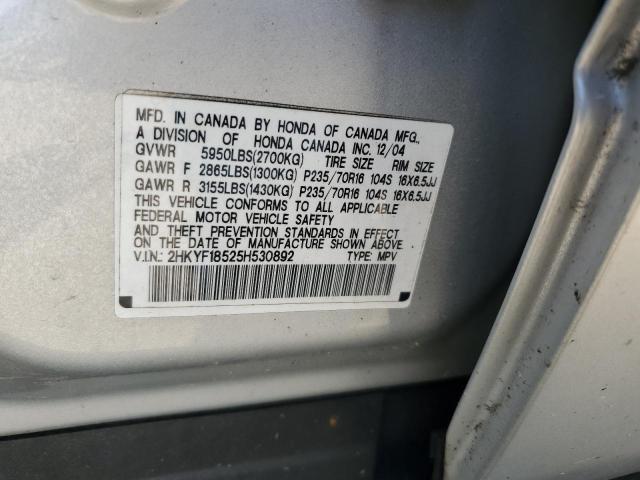 MFD. IN CANADA BY HONDA OF CANADA MFG.,
A DIVISION OF HONDA CANADA INC. 12/04
GVWR 5950LBS(2700KG) TIRE SIZE RIM SIZE
GAWR F 2865LBS(1300KG) P235/70R16 104S 16X6.5JJ
GAWR R 3155LBS(1430KG) P235/70R16 104S 16X6.5JJ
THIS VEHICLE CONFORMS TO ALL APPLICABLE
FEDERAL MOTOR VEHICLE SAFETY
AND THEFT PREVENTION STANDARDS IN EFFECT
ON THE DATE OF MANUFACTURE SHOWN ABOVE.
V.I.N.: 2HKYF18525H530892 TYPE: MPV